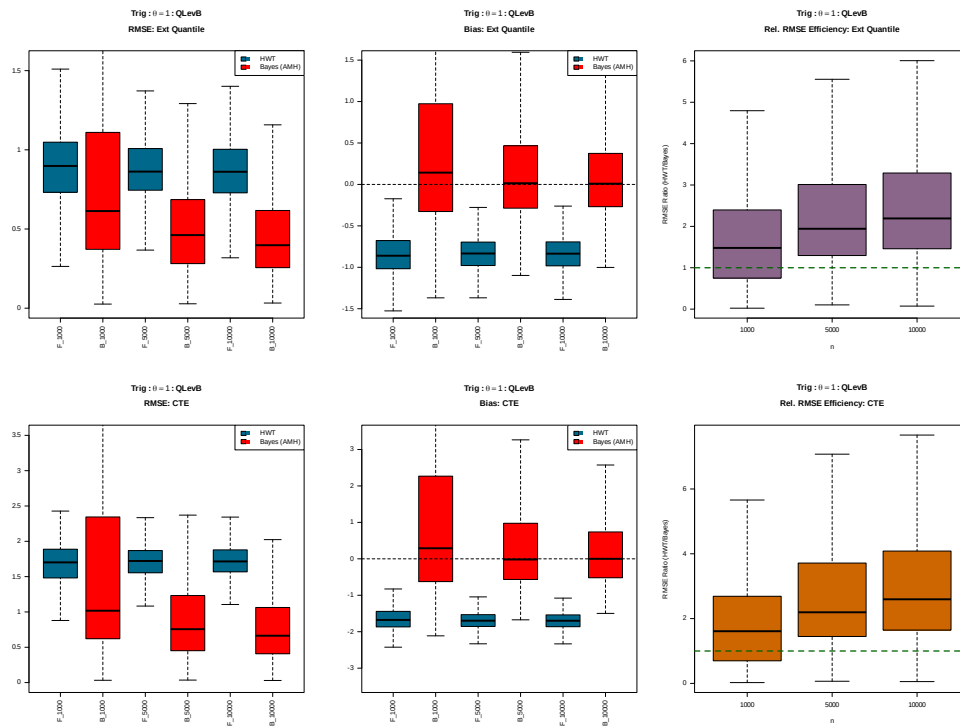 Trig : θ = 1 : QLevB
RMSE: Ext Quantile
HWT
Bayes (AMH)
1.5
1
0.5
0
F_1000
B_1000
F_5000
B_5000
F_10000
B_10000
Trig : θ = 1 : QLevB
Bias: Ext Quantile
HWT
Bayes (AMH)
1.5
1.0
0.5
0.0
-0.5
-1.0
-1.5
F_1000
B_1000
F_5000
B_5000
F_10000
B_10000
Trig : θ = 1 : QLevB
Rel. RMSE Efficiency: Ext Quantile
RMSE Ratio (HWT/Bayes)
6
5
4
3
2
1
0
1000
5000
10000
n
Trig : θ = 1 : QLevB
RMSE: CTE
HWT
Bayes (AMH)
3.5
3
2.5
2
1.5
1
0.5
0
F_1000
B_1000
F_5000
B_5000
F_10000
B_10000
Trig : θ = 1 : QLevB
Bias: CTE
HWT
Bayes (AMH)
3
2
1
0
-1
-2
-3
F_1000
B_1000
F_5000
B_5000
F_10000
B_10000
Trig : θ = 1 : QLevB
Rel. RMSE Efficiency: CTE
RMSE Ratio (HWT/Bayes)
6
4
2
0
1000
5000
10000
n